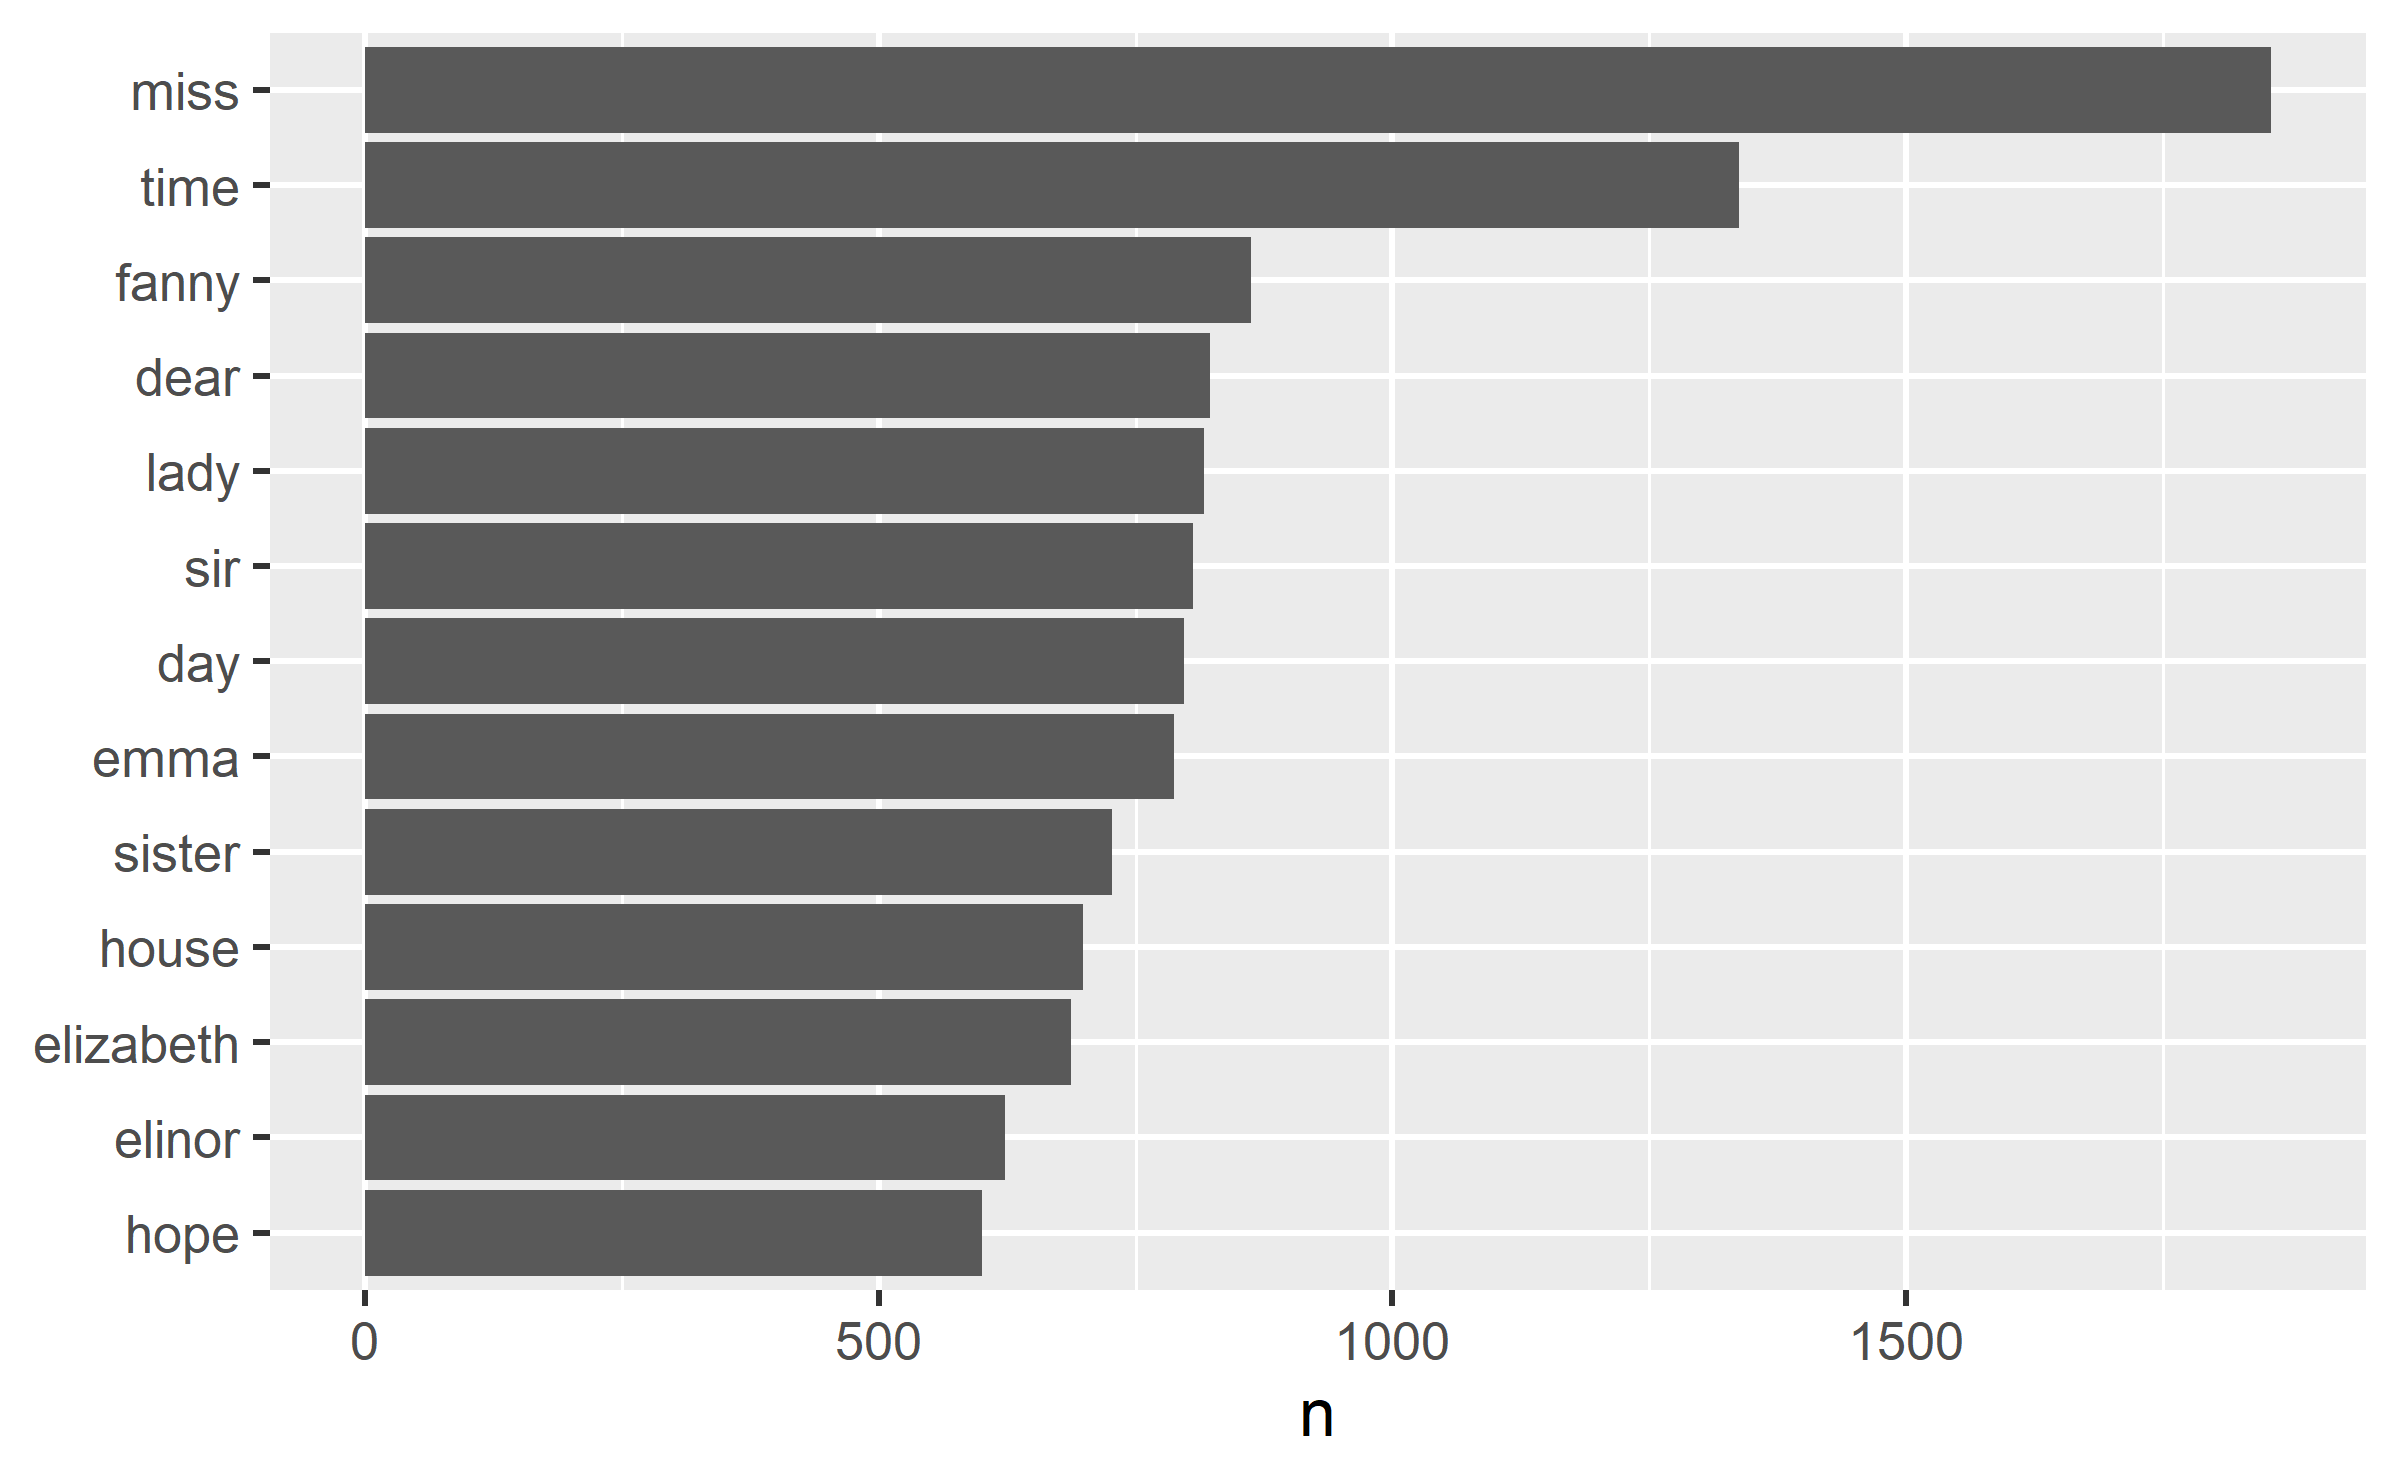 miss
time
fanny
dear
lady
sir
day
emma
sister
house
elizabeth
elinor
hope
0 500 1000 1500
n